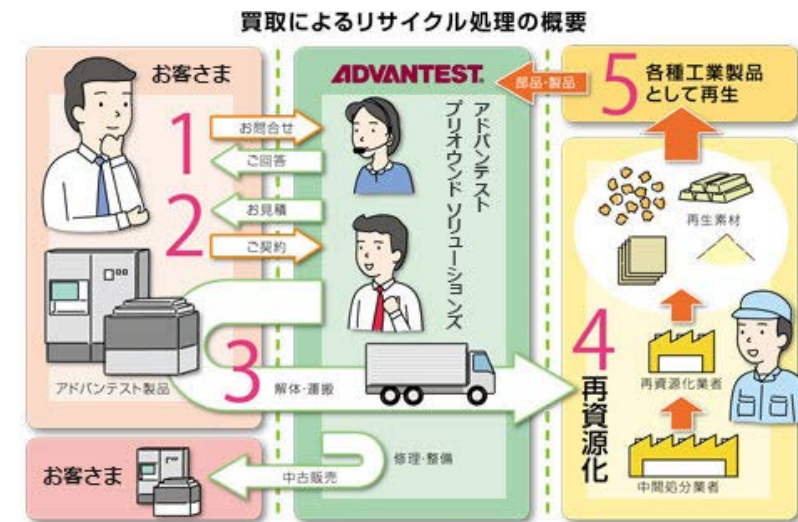 買取によるリサイクル処理の概要
お客さま
1
お問合せ
ご回答
2
お見積
ご契約
アドバンテスト製品
3
解体・運搬
ADVANTEST
アドバンテスト
プリオウンド ソリューションズ
部品・製品
5
各種工業製品
として再生
再生素材
4
再資源化
再資源化業者
中間処分業者
お客さま
中古販売
修理・整備